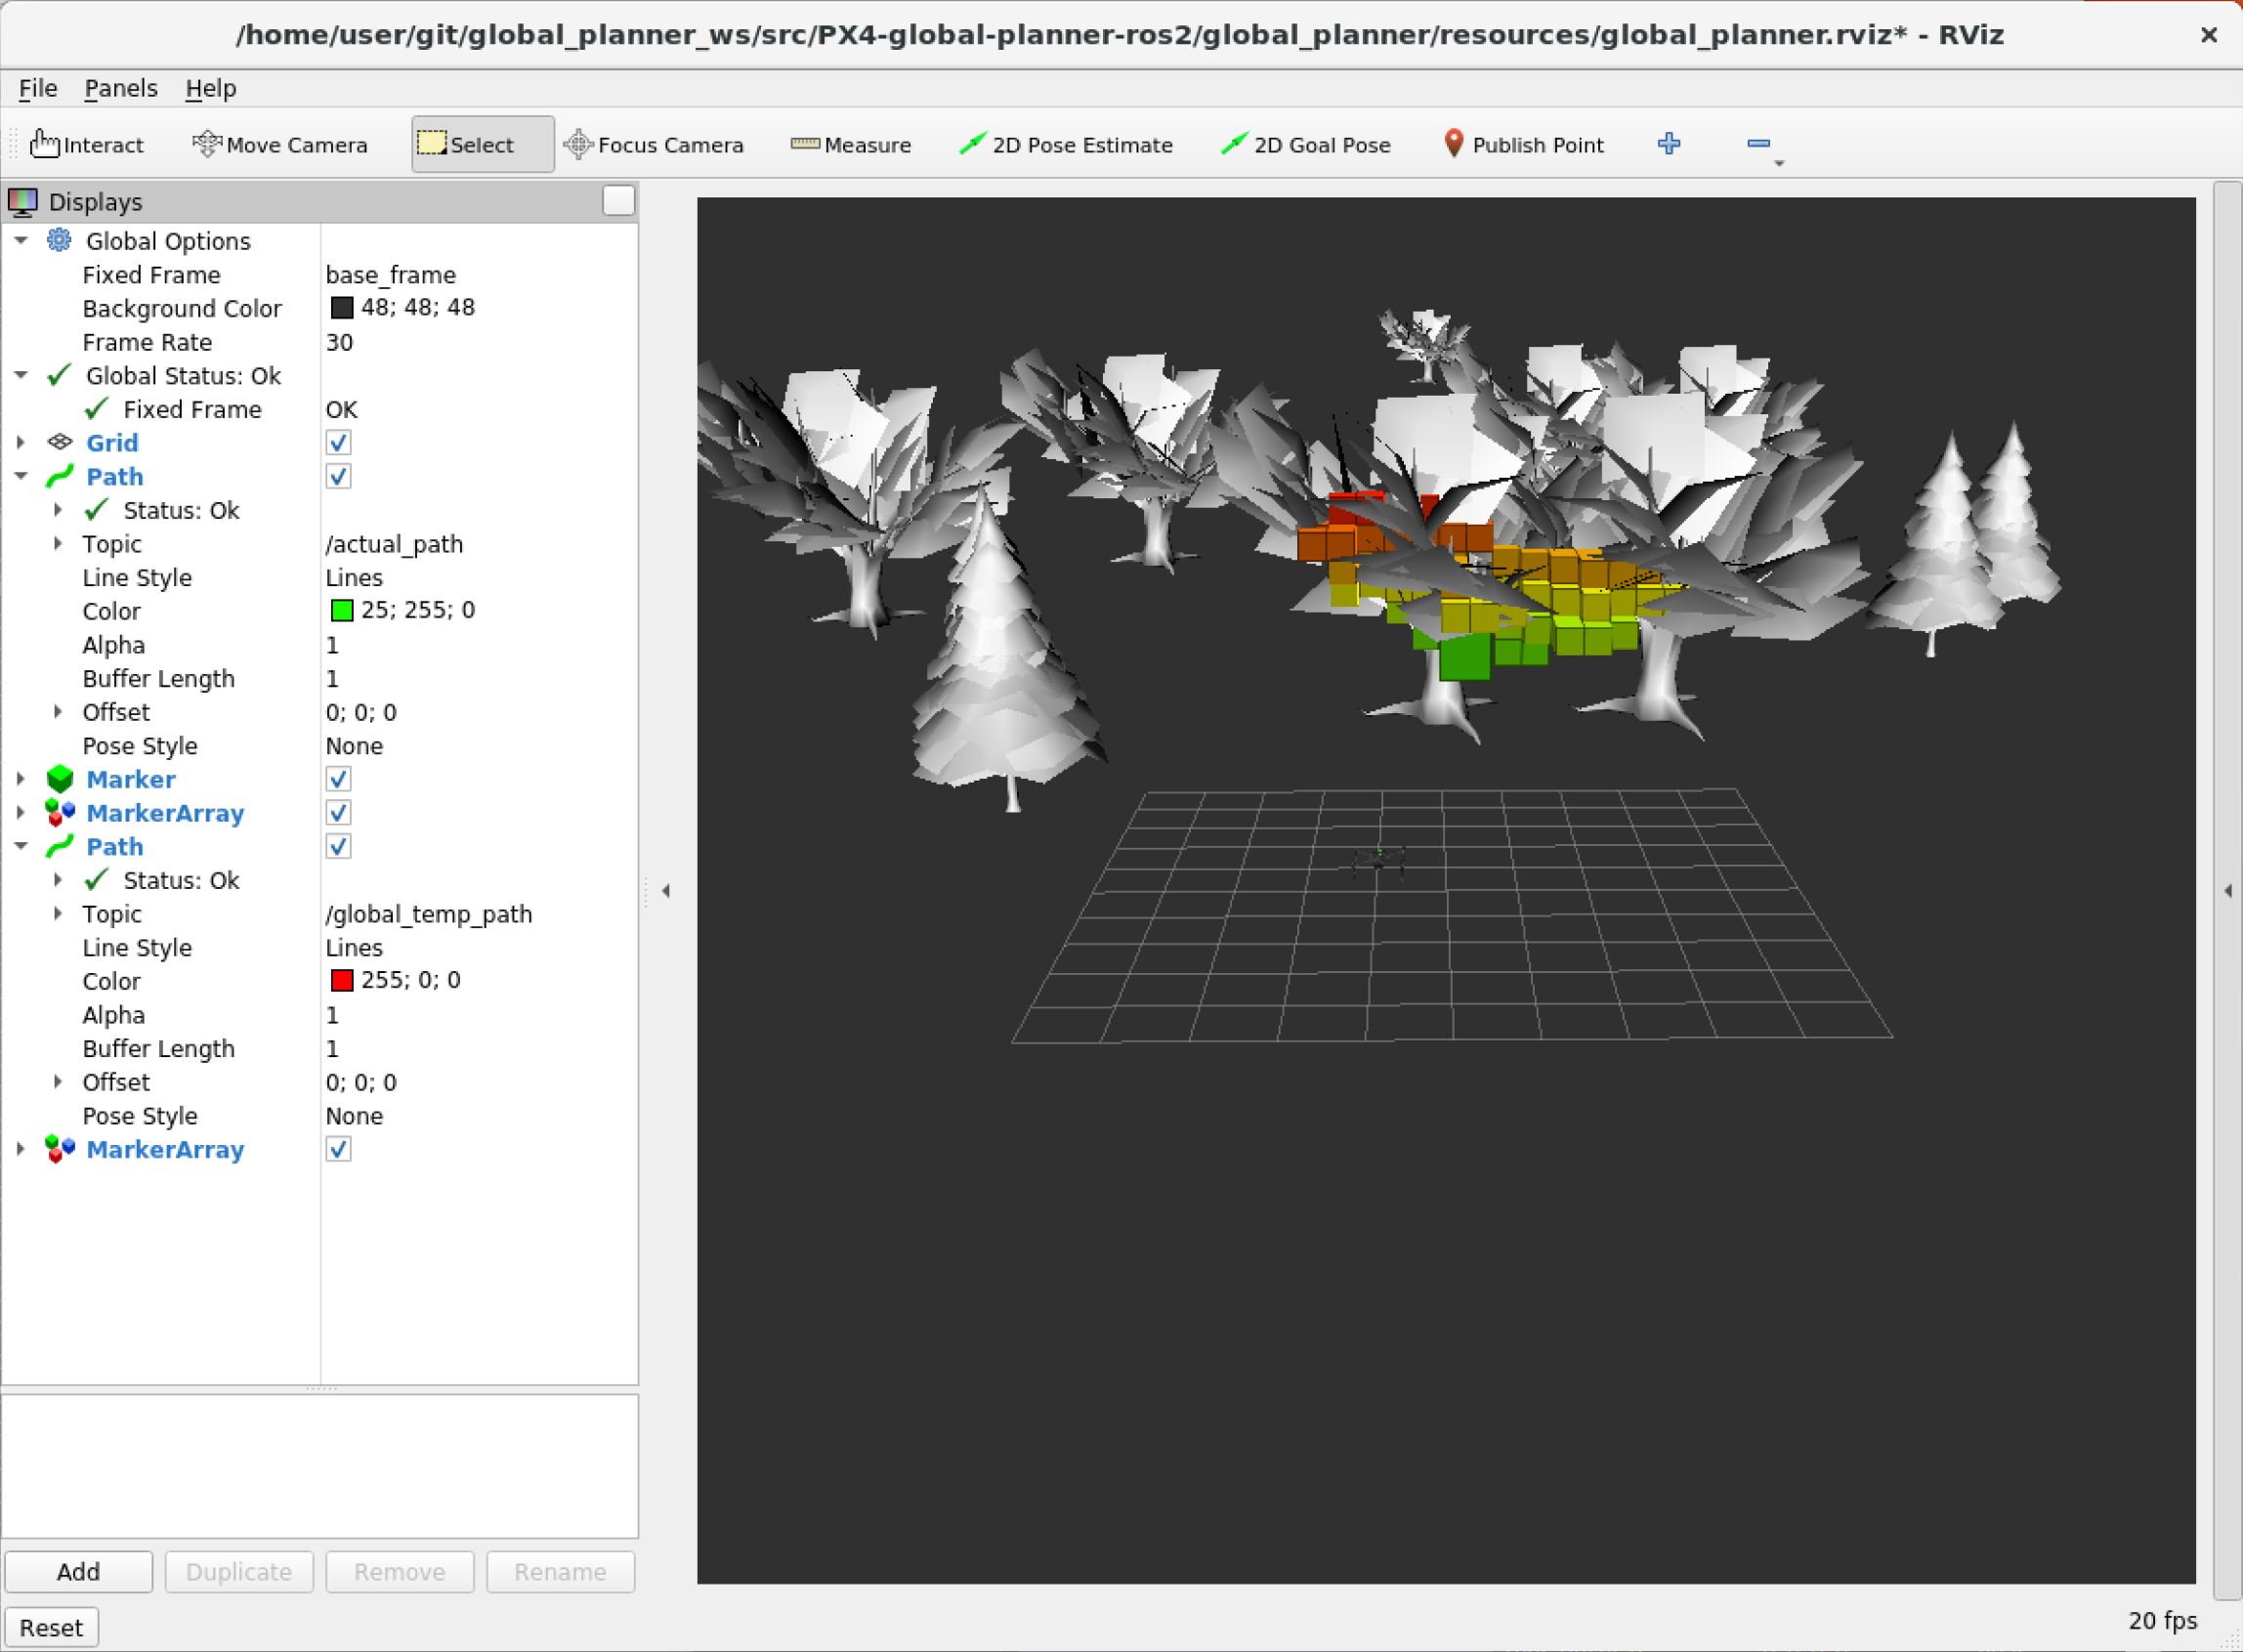 /home/user/git/global_planner_ws/src/PX4-global-planner-ros2/global_planner/resources/global_planner.rviz* - RViz
File Panels Help
Interact Move Camera Select Focus Camera Measure 2D Pose Estimate 2D Goal Pose Publish Point
Displays
Global Options
Fixed Frame base_frame
Background Color 48; 48; 48
Frame Rate 30
Global Status: Ok
Fixed Frame OK
Grid
Path
Status: Ok
Topic /actual_path
Line Style Lines
Color 25; 255; 0
Alpha 1
Buffer Length 1
Offset 0; 0; 0
Pose Style None
Marker
MarkerArray
Path
Status: Ok
Topic /global_temp_path
Line Style Lines
Color 255; 0; 0
Alpha 1
Buffer Length 1
Offset 0; 0; 0
Pose Style None
MarkerArray
Add Duplicate Remove Rename
Reset
20 fps